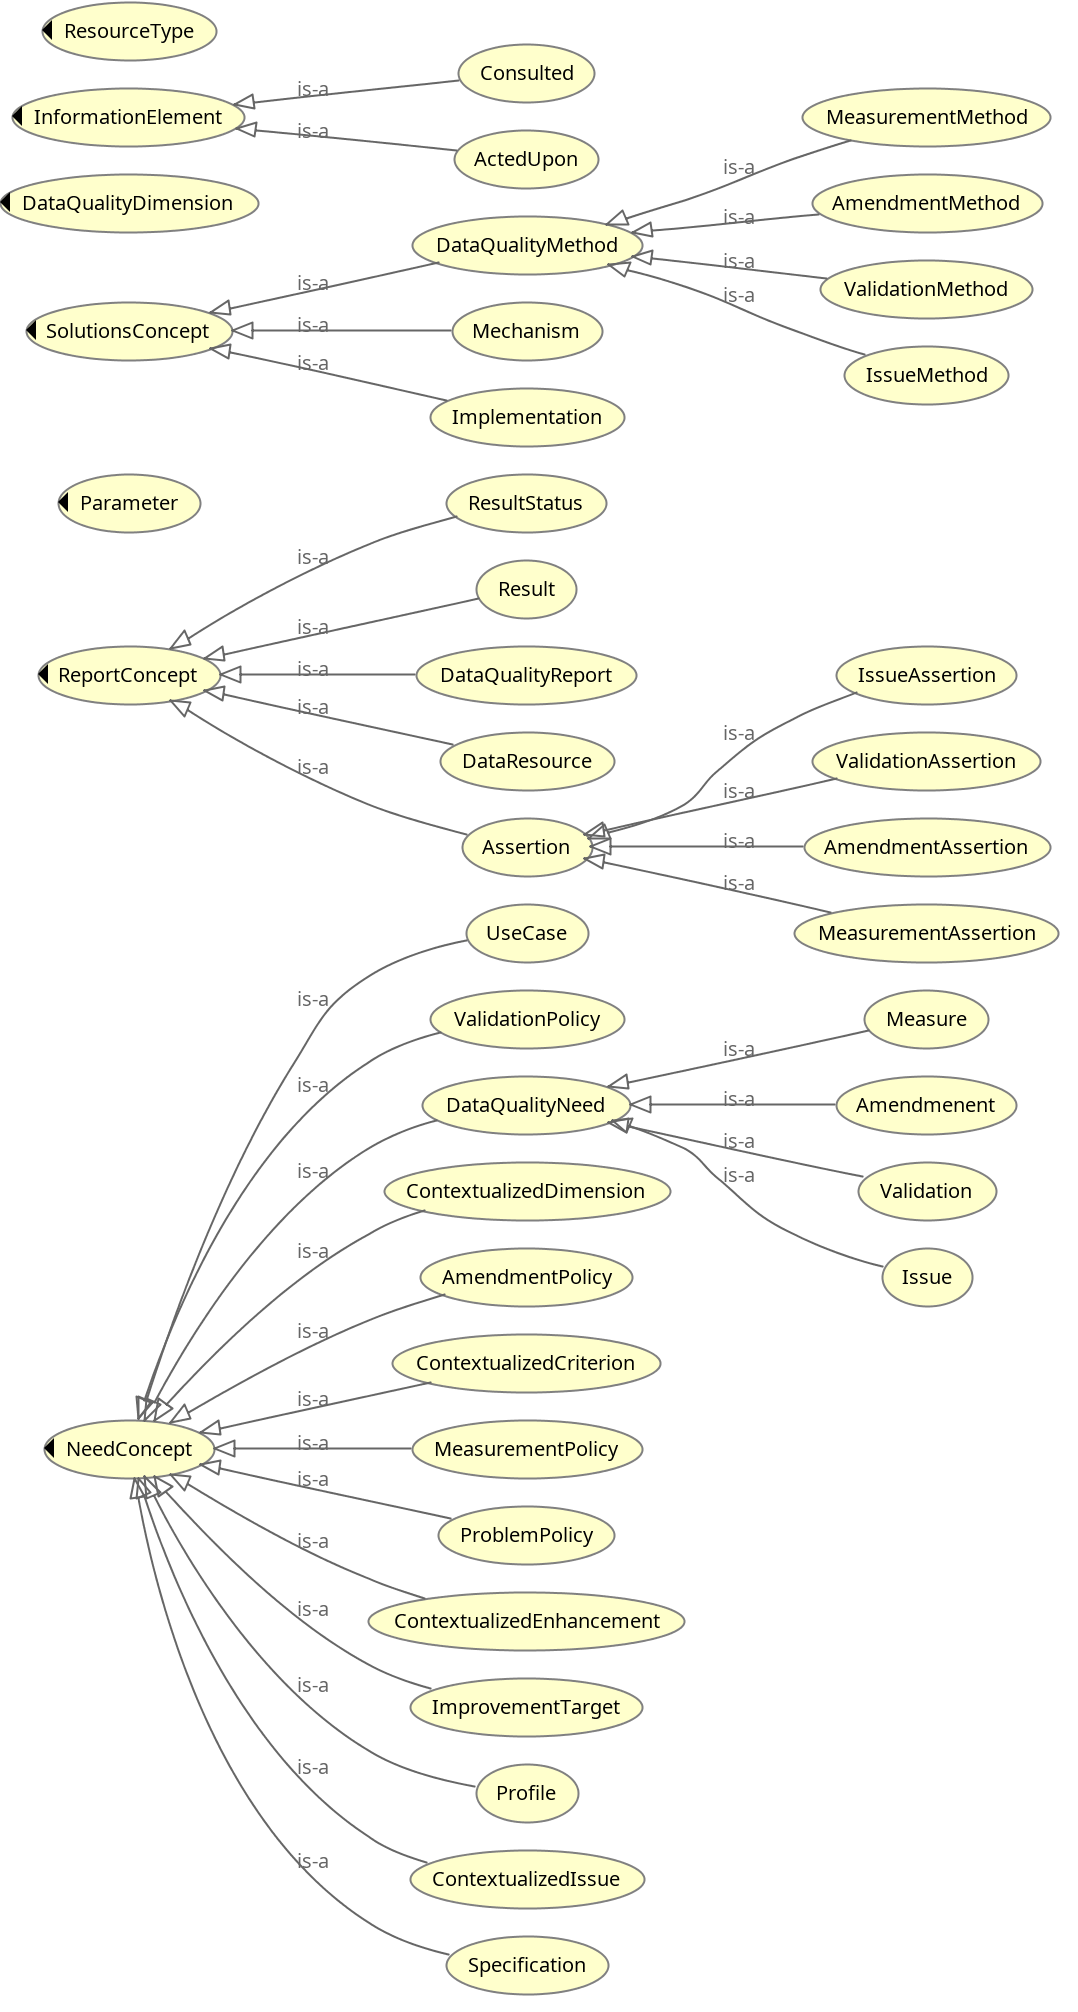 ResourceType
Consulted
is-a
InformationElement
is-a
ActedUpon
MeasurementMethod
is-a
DataQualityDimension
AmendmentMethod
is-a
DataQualityMethod
is-a
ValidationMethod
is-a
is-a
SolutionsConcept
is-a
Mechanism
is-a
IssueMethod
Implementation
Parameter
ResultStatus
is-a
Result
is-a
ReportConcept
is-a
DataQualityReport
IssueAssertion
is-a
is-a
DataResource
ValidationAssertion
is-a
is-a
Assertion
is-a
AmendmentAssertion
is-a
UseCase
MeasurementAssertion
is-a
ValidationPolicy
Measure
is-a
is-a
DataQualityNeed
is-a
Amendmenent
is-a
is-a
is-a
ContextualizedDimension
Validation
is-a
AmendmentPolicy
Issue
is-a
ContextualizedCriterion
is-a
NeedConcept
is-a
MeasurementPolicy
is-a
ProblemPolicy
is-a
ContextualizedEnhancement
is-a
ImprovementTarget
is-a
Profile
is-a
ContextualizedIssue
is-a
Specification